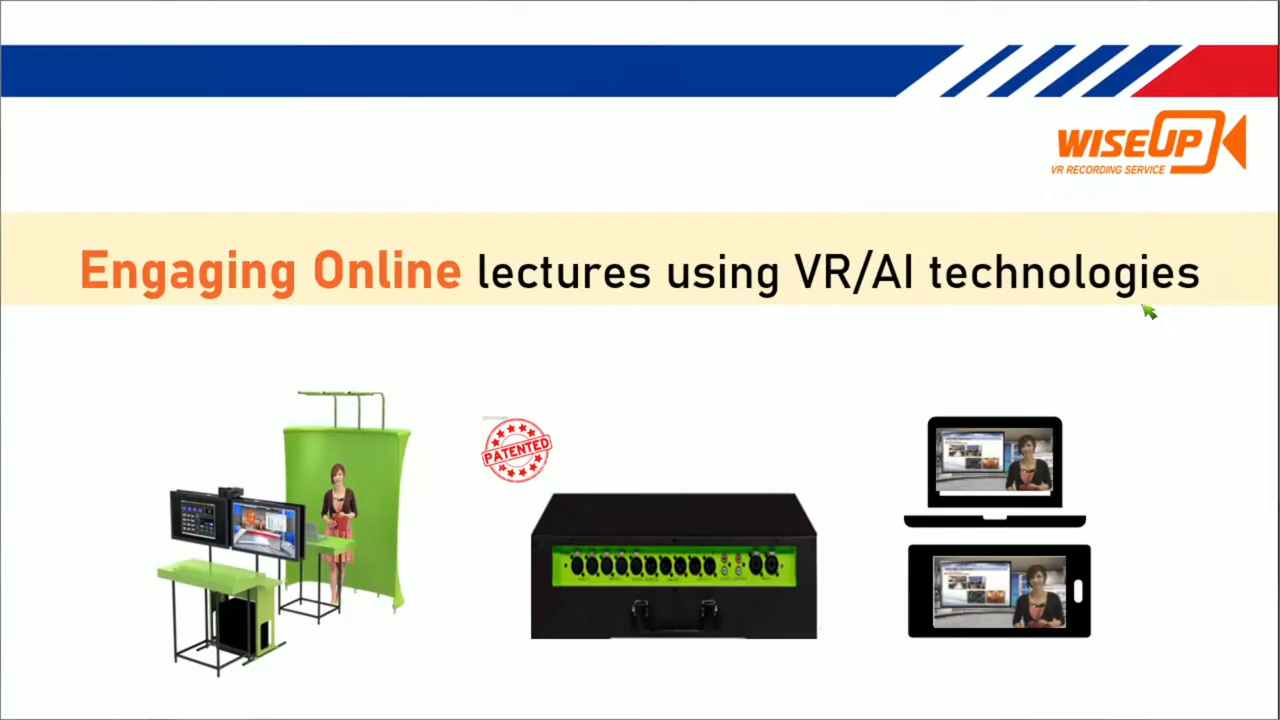 WISEUP
VR RECORDING SERVICE
Engaging Online lectures using VR/AI technologies
PATENTED